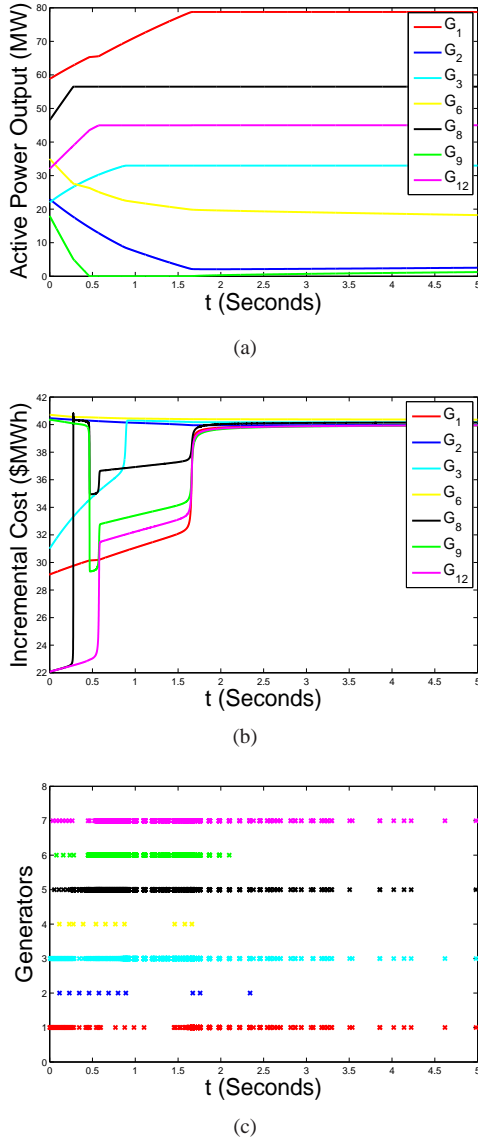 80
70
60
50
40
30
20
10
0
Active Power Output (MW)
G1
G2
G3
G6
G8
G9
G12
0 0.5 1 1.5 2 2.5 3 3.5 4 4.5 5
t (Seconds)
(a)
42
40
38
36
34
32
30
28
26
24
22
Incremental Cost ($MWh)
G1
G2
G3
G6
G8
G9
G12
0 0.5 1 1.5 2 2.5 3 3.5 4 4.5 5
t (Seconds)
(b)
8
7
6
5
4
3
2
1
0
Generators
0 0.5 1 1.5 2 2.5 3 3.5 4 4.5 5
t (Seconds)
(c)